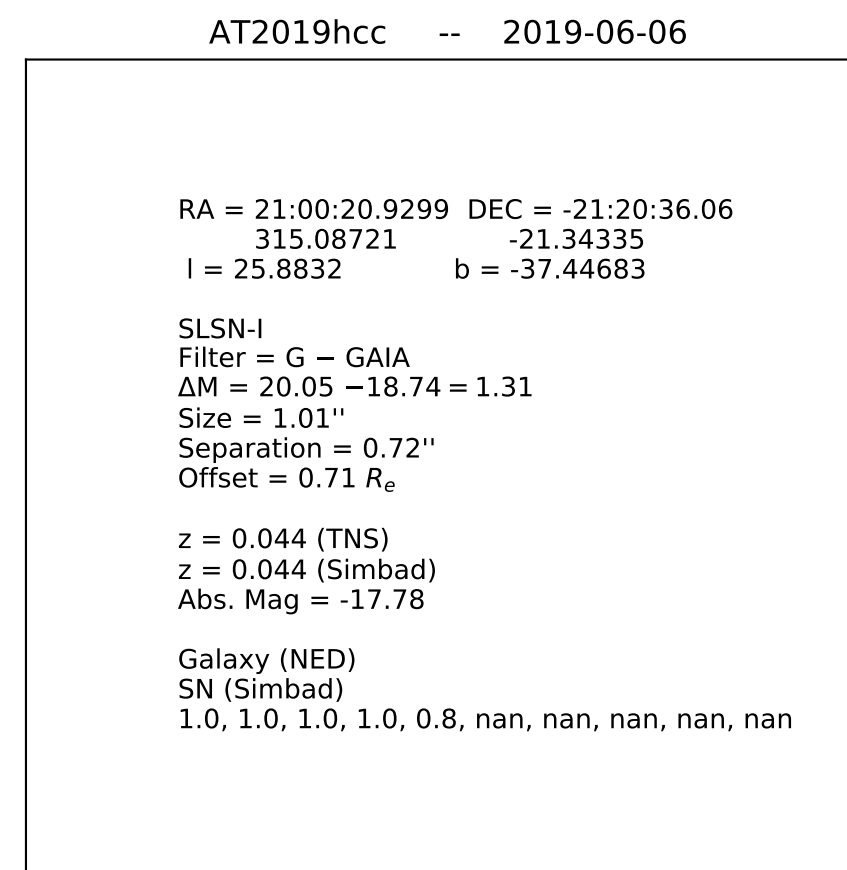 AT2019hcc -- 2019-06-06
RA = 21:00:20.9299 DEC = -21:20:36.06
315.08721 -21.34335
l = 25.8832 b = -37.44683
SLSN-I
Filter = G − GAIA
ΔM = 20.05 −18.74 = 1.31
Size = 1.01''
Separation = 0.72''
Offset = 0.71 Re
z = 0.044 (TNS)
z = 0.044 (Simbad)
Abs. Mag = -17.78
Galaxy (NED)
SN (Simbad)
1.0, 1.0, 1.0, 1.0, 0.8, nan, nan, nan, nan, nan